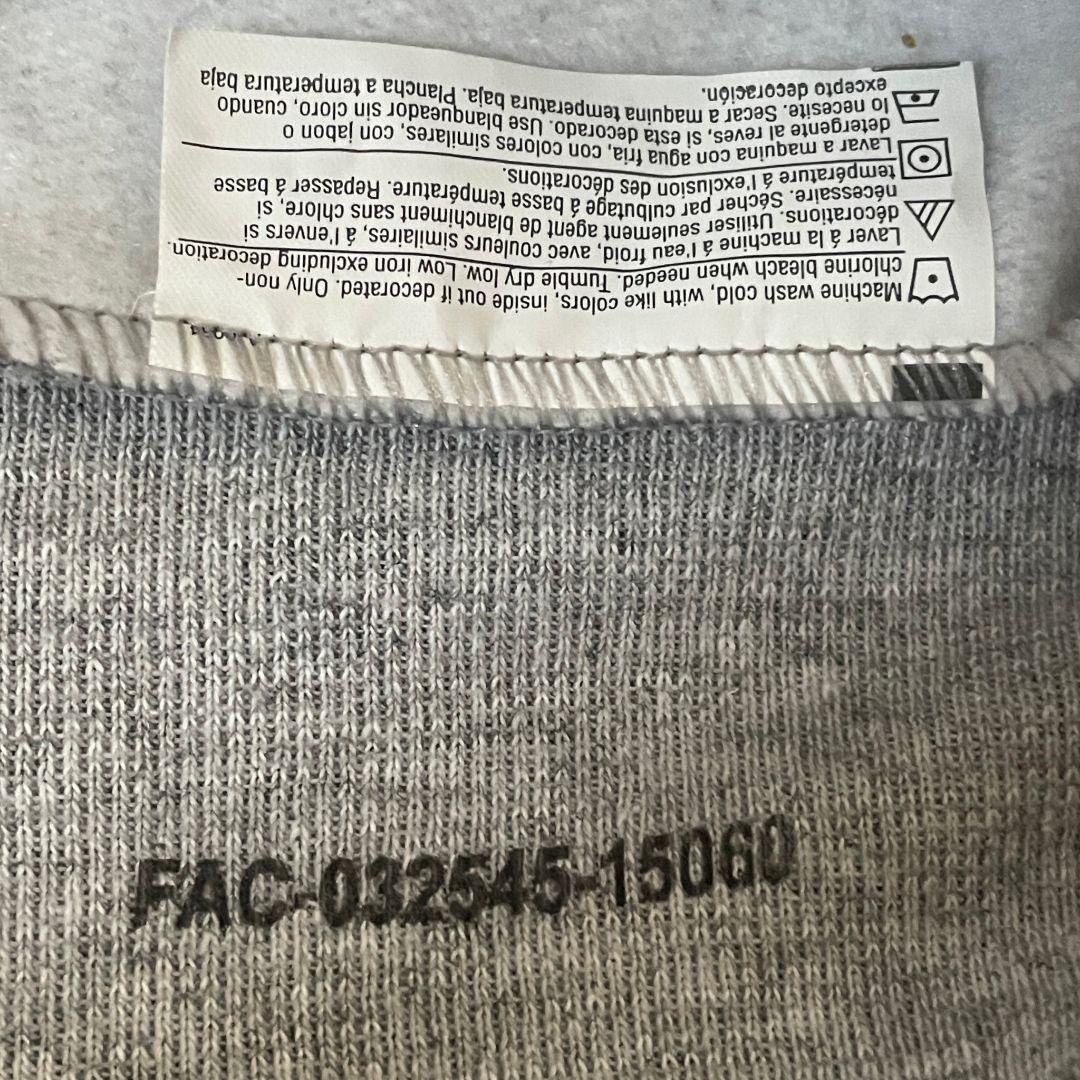 Machine wash cold, with like colors, inside out if decorated. Only non-
chlorine bleach when needed. Tumble dry low. Low iron excluding decoration.
Laver á la machine á l'eau froid, avec couleurs similaires, á l'envers si
décorations. Utiliser seulement agent de blanchiment sans chlore, si
nécessaire. Sécher par culbutage á basse température. Repasser á basse
température á l'exclusion des décorations.
Lavar a maquina con agua fria, con colores similares, con jabon o
detergente al reves, si esta decorado. Use blanqueador sin cloro, cuando
lo necesite. Secar a maquina temperatura baja. Plancha a temperatura baja
excepto decoración.
FAC-032545-15060